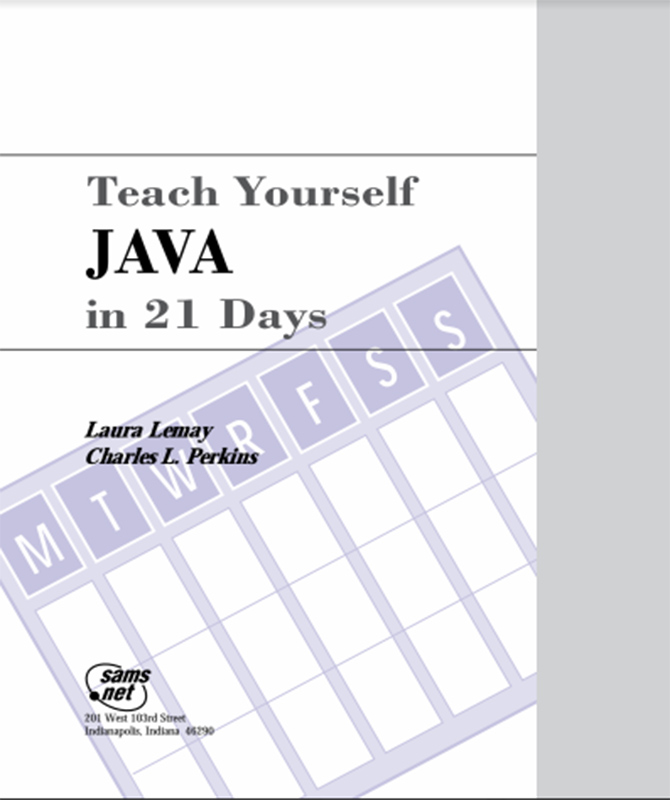 Teach Yourself
JAVA
in 21 Days
M T W R F S S
Laura Lemay
Charles L. Perkins
sams
.net
201 West 103rd Street
Indianapolis, Indiana 46290